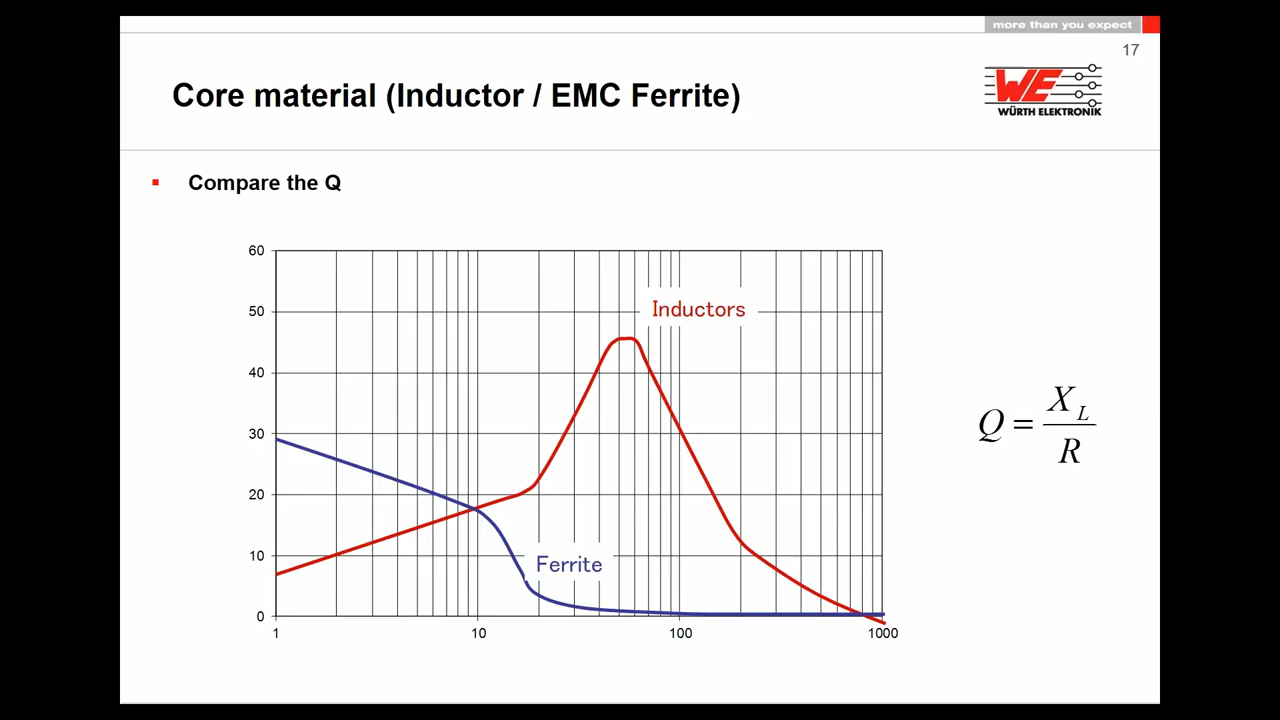 more than you expect
17
Core material (Inductor / EMC Ferrite)
WE
WÜRTH ELEKTRONIK
▪ Compare the Q
60
50
40
30
20
10
0
Inductors
Ferrite
1 10 100 1000
Q = X_L / R